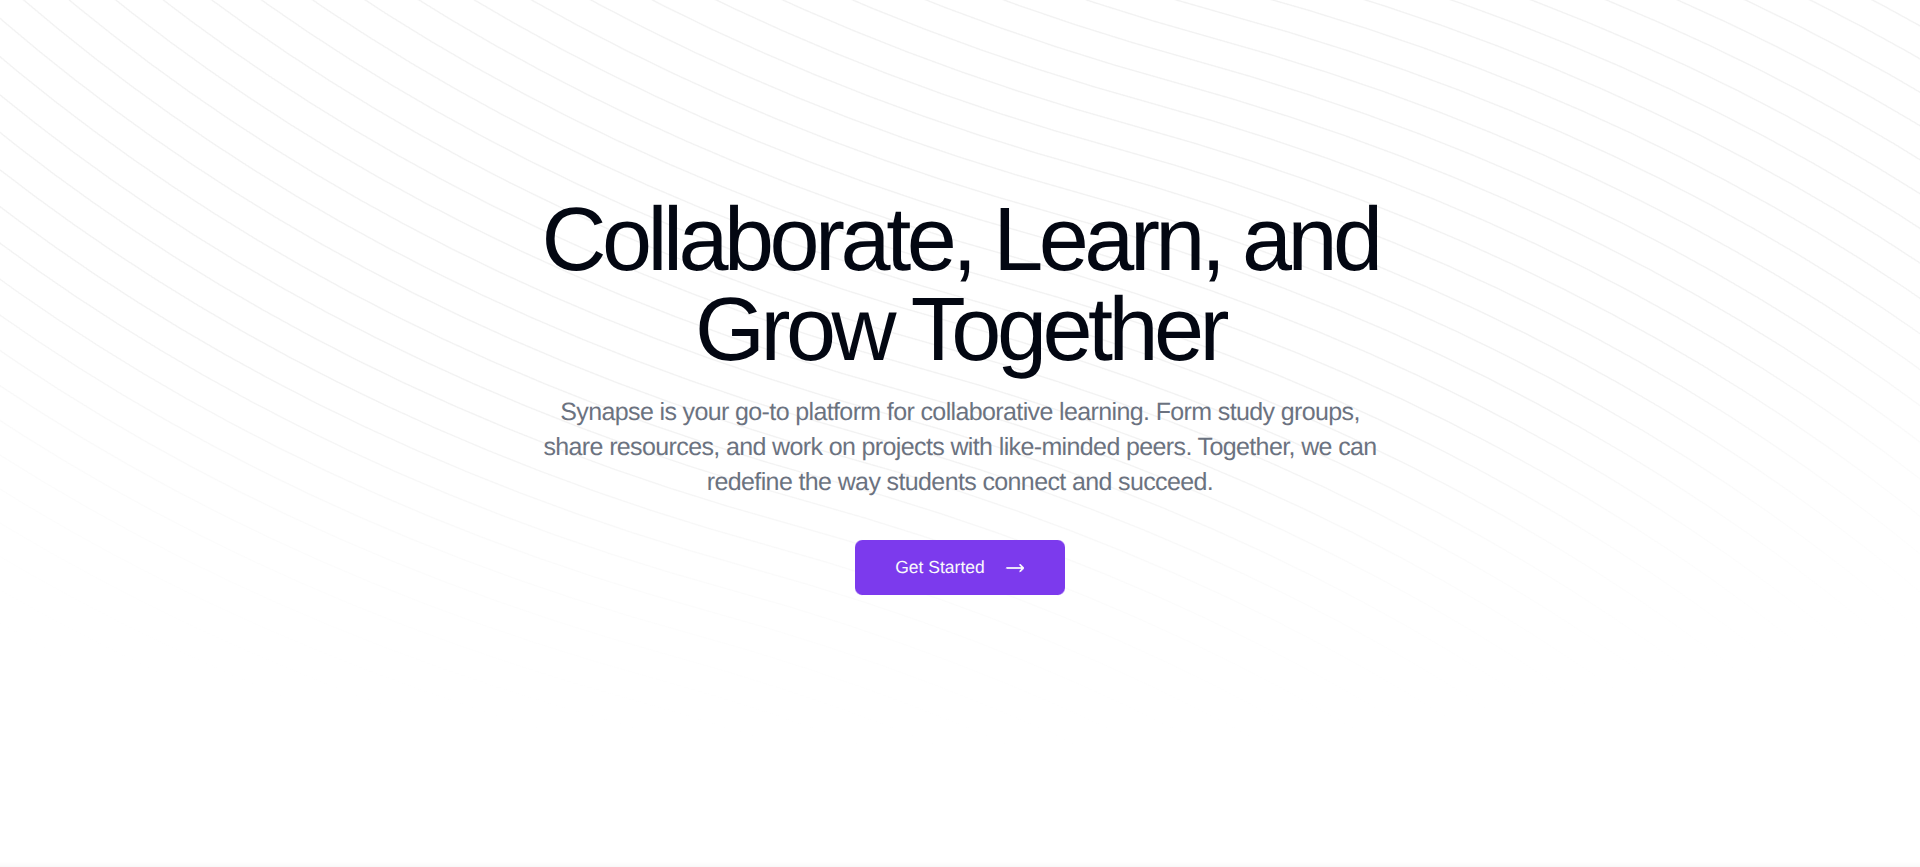 Collaborate, Learn, and
Grow Together
Synapse is your go-to platform for collaborative learning. Form study groups,
share resources, and work on projects with like-minded peers. Together, we can
redefine the way students connect and succeed.
Get Started